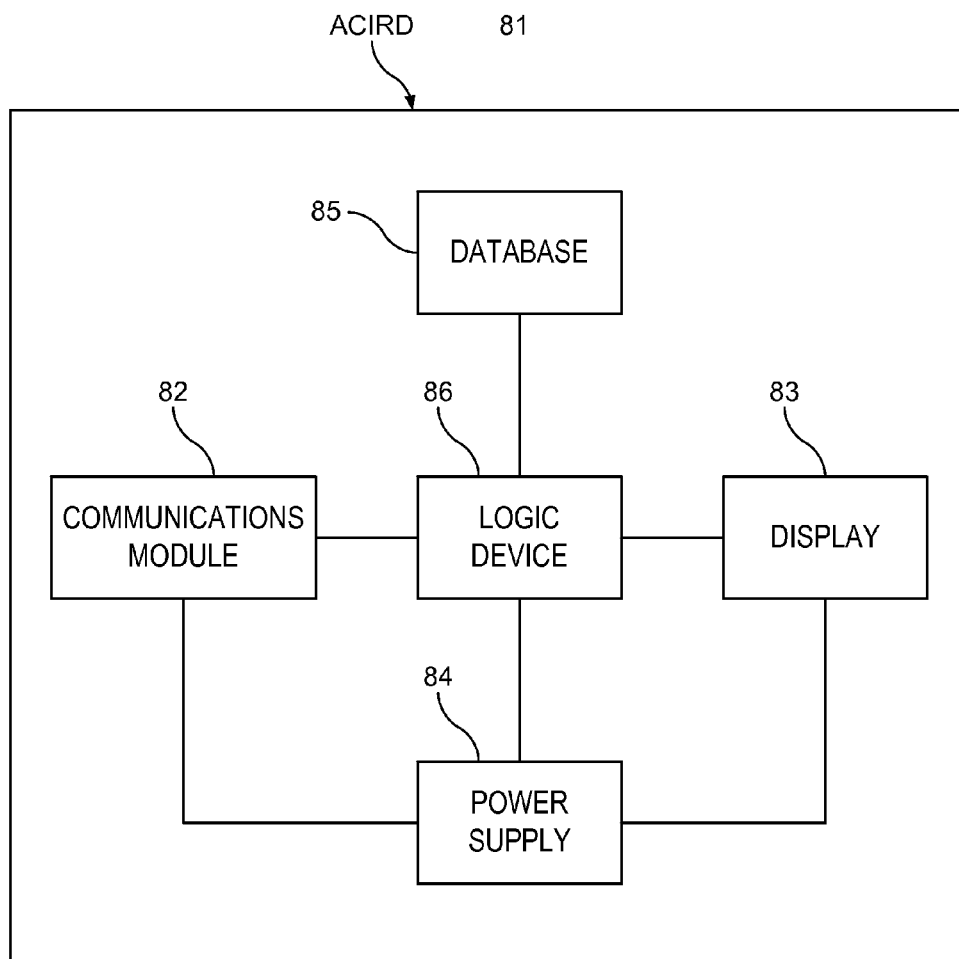 ACIRD 81
85
DATABASE
82 86 83
COMMUNICATIONS
MODULE
LOGIC
DEVICE
DISPLAY
84
POWER
SUPPLY